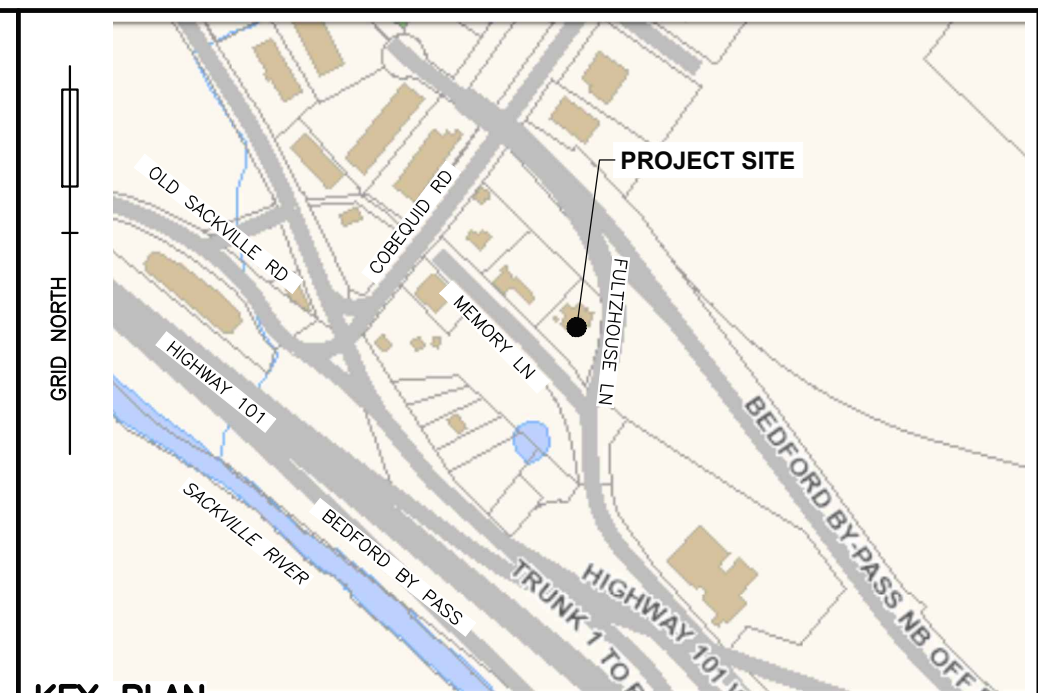 PROJECT SITE
OLD SACKVILLE RD
COBEQUID RD
FULTZHOUSE LN
MEMORY LN
GRID NORTH
HIGHWAY 101
BEDFORD BY-PASS NB OFF
SACKVILLE RIVER
BEDFORD BY PASS
TRUNK 1 TO
HIGHWAY 101
KEY PLAN